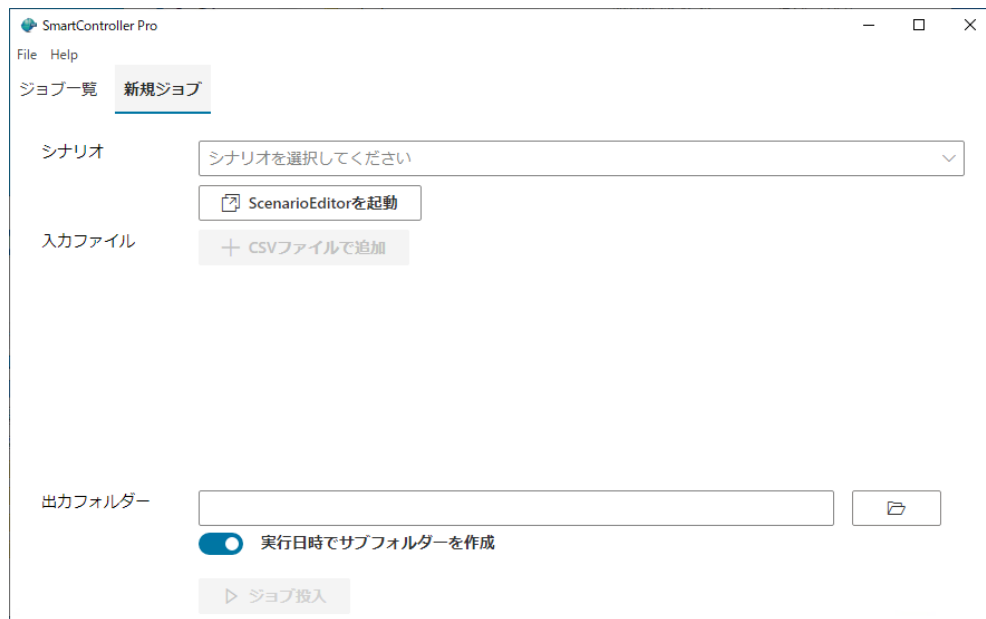 SmartController Pro
File Help
ジョブ一覧 新規ジョブ
シナリオ
シナリオを選択してください
ScenarioEditorを起動
入力ファイル
CSVファイルで追加
出力フォルダー
実行日時でサブフォルダーを作成
ジョブ投入